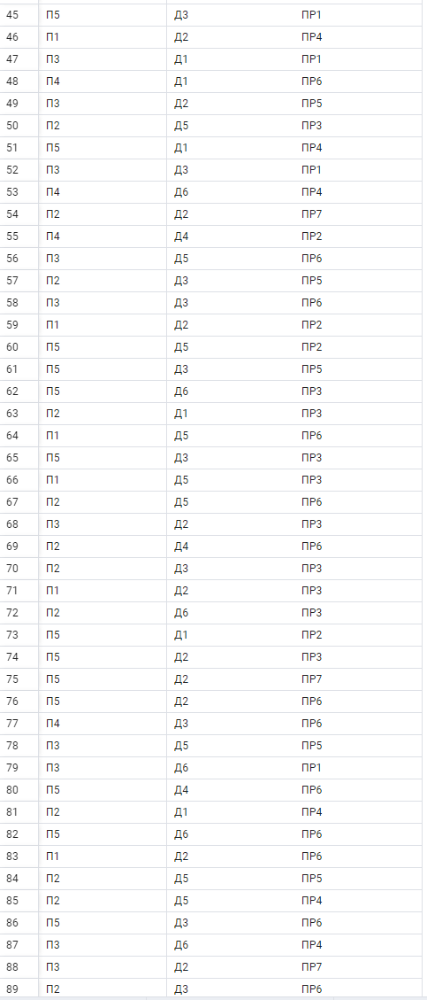 45 П5 Д3 ПР1
46 П1 Д2 ПР4
47 П3 Д1 ПР1
48 П4 Д1 ПР6
49 П3 Д2 ПР5
50 П2 Д5 ПР3
51 П5 Д1 ПР4
52 П3 Д3 ПР1
53 П4 Д6 ПР4
54 П2 Д2 ПР7
55 П4 Д4 ПР2
56 П3 Д5 ПР6
57 П2 Д3 ПР5
58 П3 Д3 ПР6
59 П1 Д2 ПР2
60 П5 Д5 ПР2
61 П5 Д3 ПР5
62 П5 Д6 ПР3
63 П2 Д1 ПР3
64 П1 Д5 ПР6
65 П5 Д3 ПР3
66 П1 Д5 ПР3
67 П2 Д5 ПР6
68 П3 Д2 ПР3
69 П2 Д4 ПР6
70 П2 Д3 ПР3
71 П1 Д2 ПР3
72 П2 Д6 ПР3
73 П5 Д1 ПР2
74 П5 Д2 ПР3
75 П5 Д2 ПР7
76 П5 Д2 ПР6
77 П4 Д3 ПР6
78 П3 Д5 ПР5
79 П3 Д6 ПР1
80 П5 Д4 ПР6
81 П2 Д1 ПР4
82 П5 Д6 ПР6
83 П1 Д2 ПР6
84 П2 Д5 ПР5
85 П2 Д5 ПР4
86 П5 Д3 ПР6
87 П3 Д6 ПР4
88 П3 Д2 ПР7
89 П2 Д3 ПР6